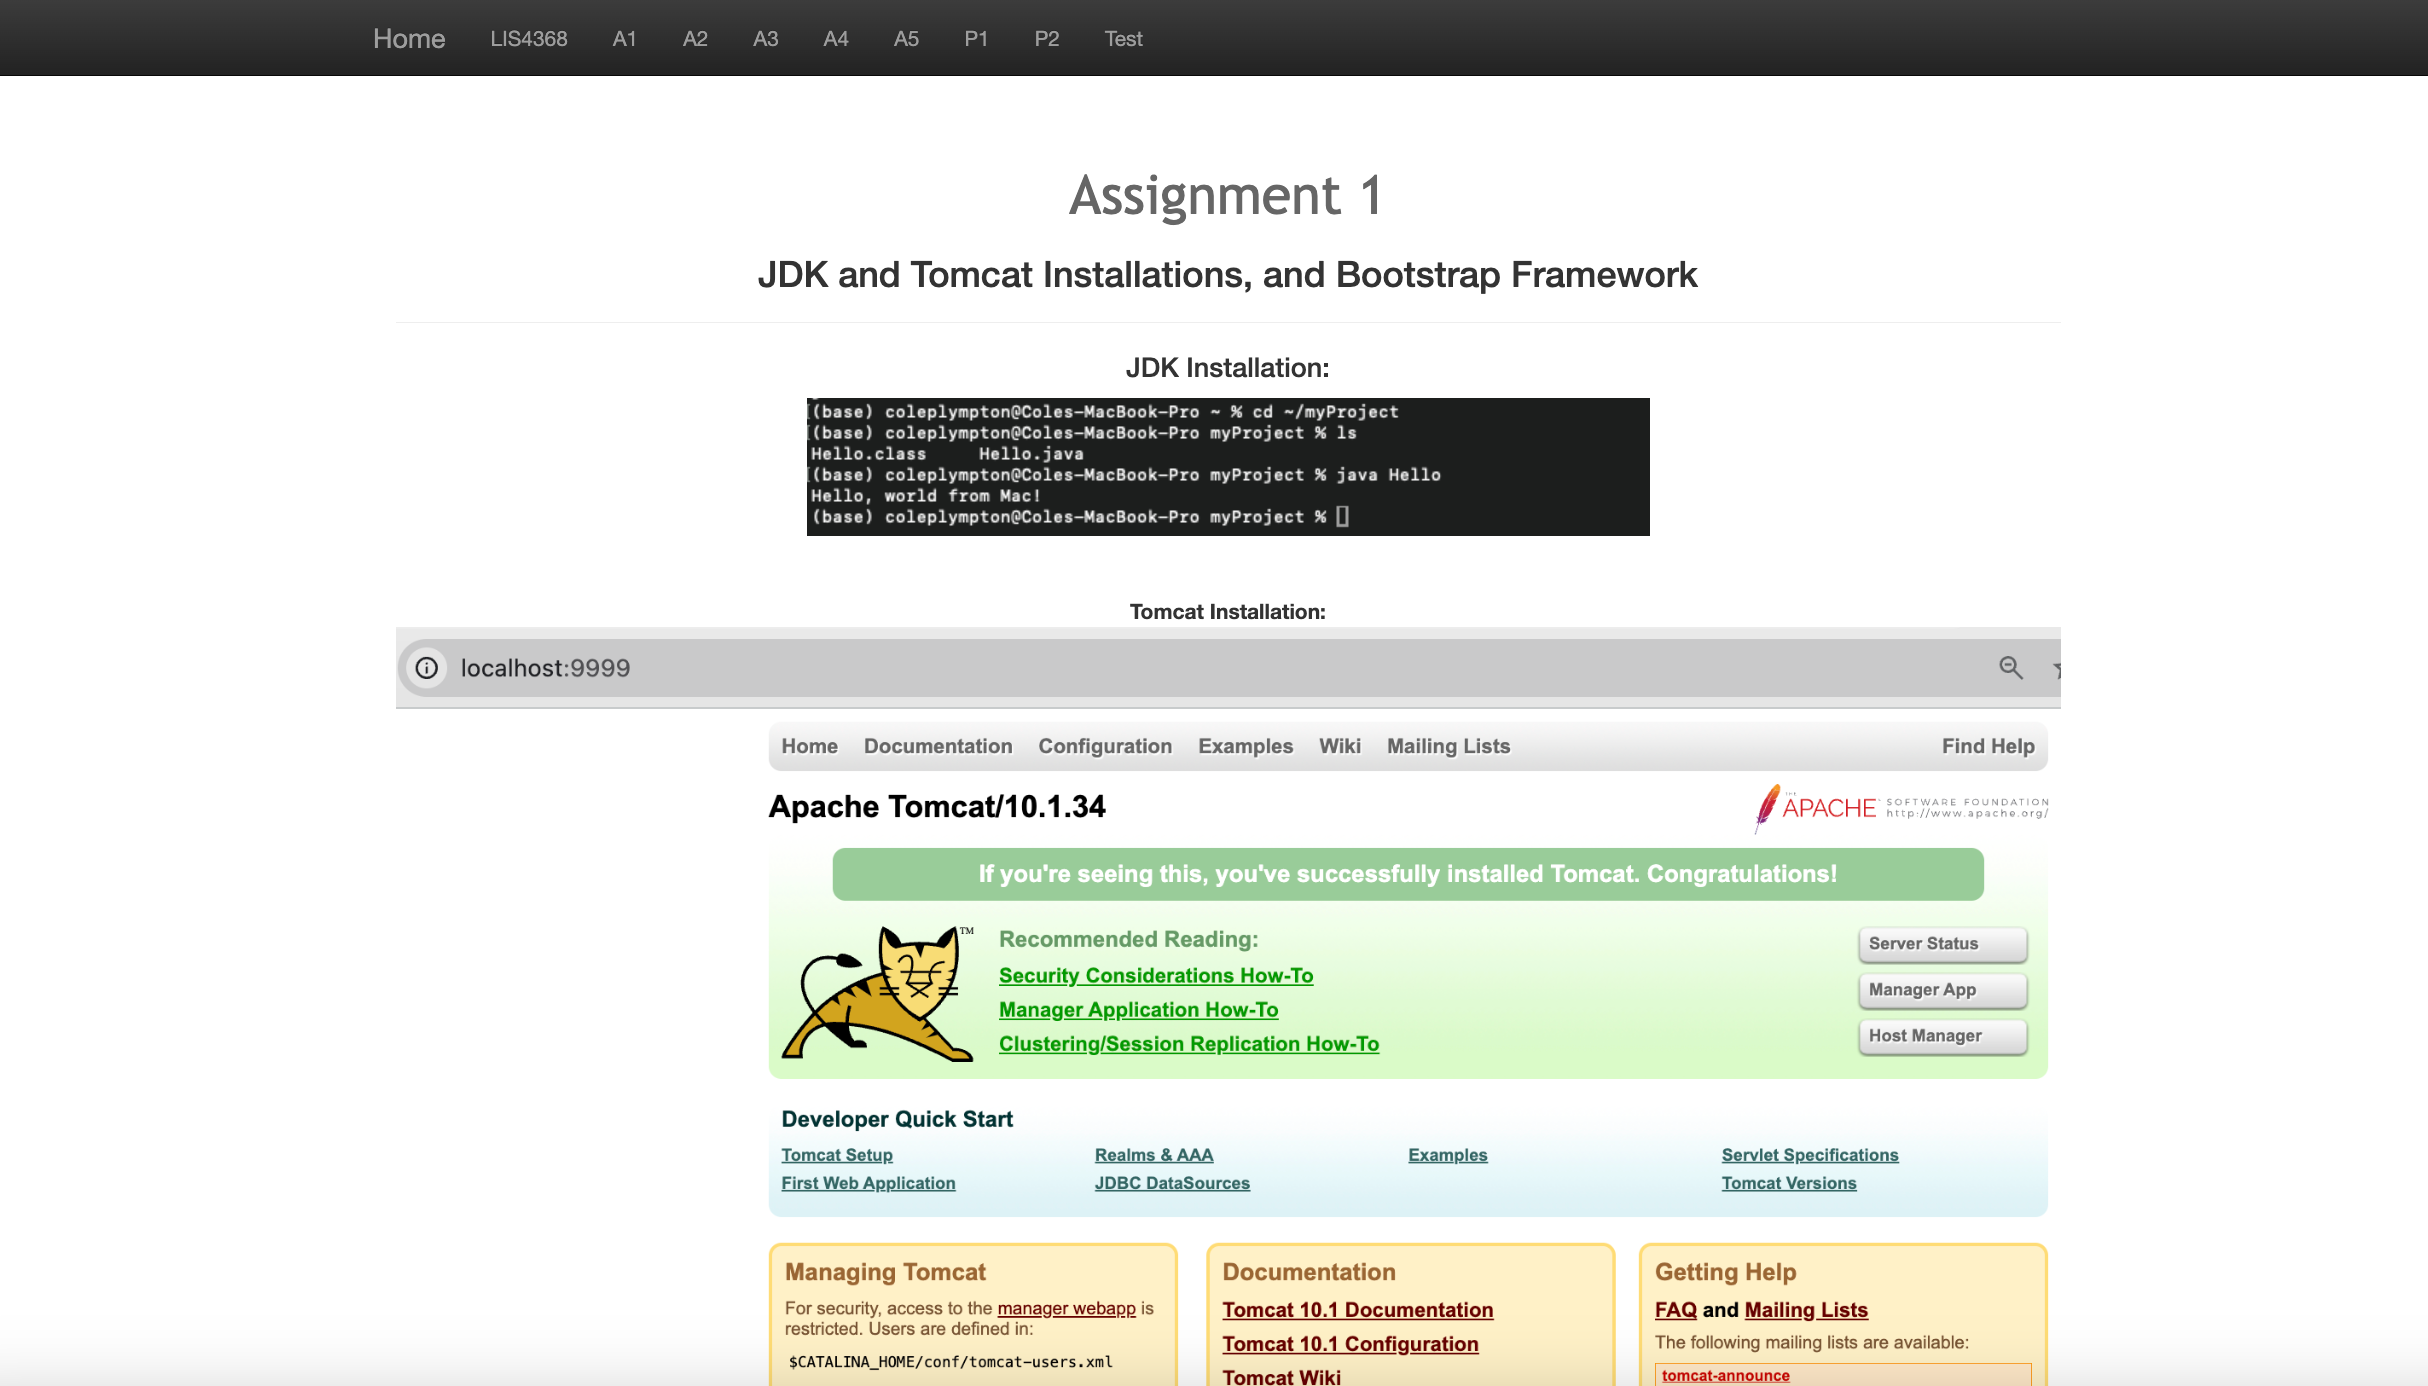 Home LIS4368 A1 A2 A3 A4 A5 P1 P2 Test
Assignment 1
JDK and Tomcat Installations, and Bootstrap Framework
JDK Installation:
(base) coleplympton@Coles-MacBook-Pro ~ % cd ~/myProject
(base) coleplympton@Coles-MacBook-Pro myProject % ls
Hello.class Hello.java
(base) coleplympton@Coles-MacBook-Pro myProject % java Hello
Hello, world from Mac!
(base) coleplympton@Coles-MacBook-Pro myProject %
Tomcat Installation:
localhost:9999
Home Documentation Configuration Examples Wiki Mailing Lists Find Help
Apache Tomcat/10.1.34
THE APACHE SOFTWARE FOUNDATION
http://www.apache.org/
If you're seeing this, you've successfully installed Tomcat. Congratulations!
TM
Recommended Reading:
Security Considerations How-To
Manager Application How-To
Clustering/Session Replication How-To
Server Status
Manager App
Host Manager
Developer Quick Start
Tomcat Setup
First Web Application
Realms & AAA
JDBC DataSources
Examples
Servlet Specifications
Tomcat Versions
Managing Tomcat
For security, access to the manager webapp is
restricted. Users are defined in:
$CATALINA_HOME/conf/tomcat-users.xml
Documentation
Tomcat 10.1 Documentation
Tomcat 10.1 Configuration
Tomcat Wiki
Getting Help
FAQ and Mailing Lists
The following mailing lists are available:
tomcat-announce